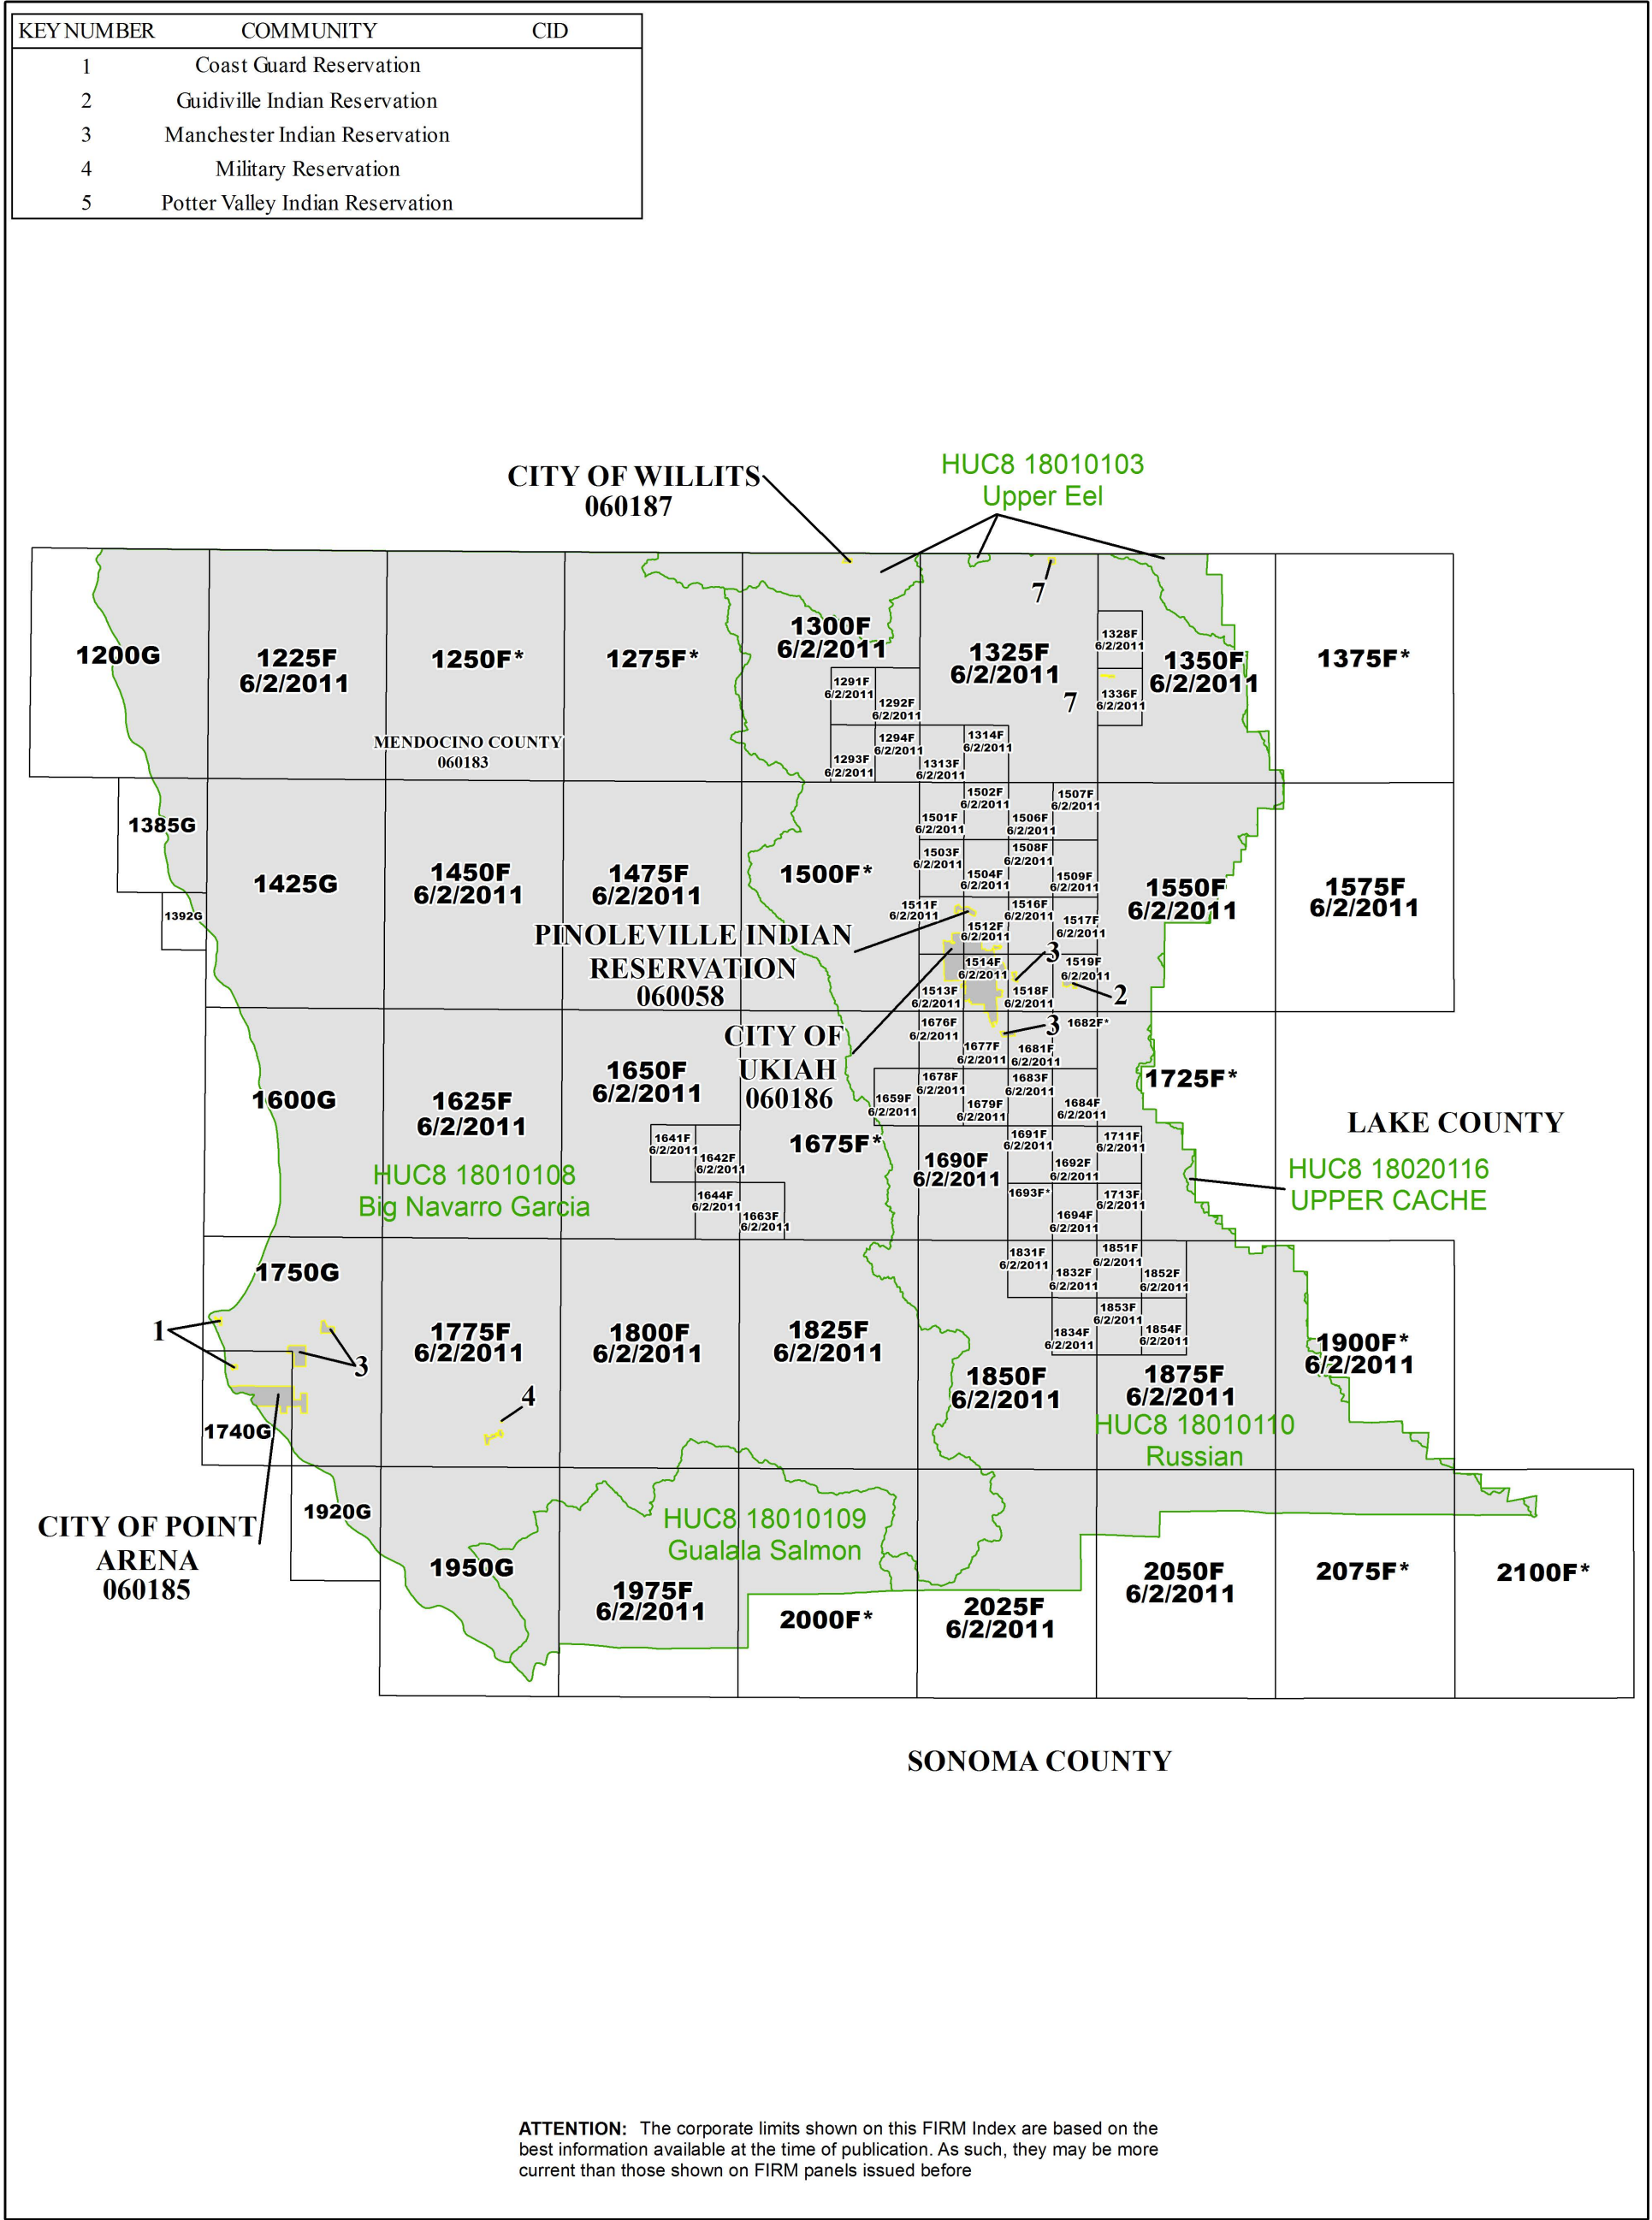 KEY NUMBER COMMUNITY CID
1 Coast Guard Reservation
2 Guidiville Indian Reservation
3 Manchester Indian Reservation
4 Military Reservation
5 Potter Valley Indian Reservation
CITY OF WILLITS
060187
HUC8 18010103
Upper Eel
7
1200G
1225F
6/2/2011
1250F*
1275F*
1300F
6/2/2011
1325F
6/2/2011
1328F
6/2/2011
1350F
6/2/2011
1375F*
1291F
6/2/2011
1292F
6/2/2011
7
1336F
6/2/2011
MENDOCINO COUNTY
060183
1293F
6/2/2011
1294F
6/2/2011
1313F
6/2/2011
1314F
6/2/2011
1385G
1392G
1425G
1450F
6/2/2011
1475F
6/2/2011
1500F*
1501F
6/2/2011
1502F
6/2/2011
1506F
6/2/2011
1507F
6/2/2011
1503F
6/2/2011
1504F
6/2/2011
1508F
6/2/2011
1509F
6/2/2011
1550F
6/2/2011
1575F
6/2/2011
1511F
6/2/2011
1512F
6/2/2011
1516F
6/2/2011
1517F
6/2/2011
PINOLEVILLE INDIAN
RESERVATION
060058
3
1513F
6/2/2011
1514F
6/2/2011
1518F
6/2/2011
1519F
6/2/2011
2
CITY OF
UKIAH
060186
3
1676F
6/2/2011
1677F
6/2/2011
1681F
6/2/2011
1682F*
1600G
1625F
6/2/2011
1650F
6/2/2011
1659F
6/2/2011
1678F
6/2/2011
1679F
6/2/2011
1683F
6/2/2011
1684F
6/2/2011
1725F*
LAKE COUNTY
1641F
6/2/2011
1642F
6/2/2011
1675F*
1690F
6/2/2011
1691F
6/2/2011
1692F
6/2/2011
1711F
6/2/2011
HUC8 18020116
UPPER CACHE
HUC8 18010108
Big Navarro Garcia
1644F
6/2/2011
1663F
6/2/2011
1693F*
1694F
6/2/2011
1713F
6/2/2011
1750G
1831F
6/2/2011
1832F
6/2/2011
1851F
6/2/2011
1852F
6/2/2011
1
3
1775F
6/2/2011
1800F
6/2/2011
1825F
6/2/2011
1834F
6/2/2011
1853F
6/2/2011
1854F
6/2/2011
1900F*
6/2/2011
4
1850F
6/2/2011
1875F
6/2/2011
1740G
HUC8 18010110
Russian
CITY OF POINT
ARENA
060185
1920G
1950G
HUC8 18010109
Gualala Salmon
1975F
6/2/2011
2000F*
2025F
6/2/2011
2050F
6/2/2011
2075F*
2100F*
SONOMA COUNTY
ATTENTION: The corporate limits shown on this FIRM Index are based on the
best information available at the time of publication. As such, they may be more
current than those shown on FIRM panels issued before